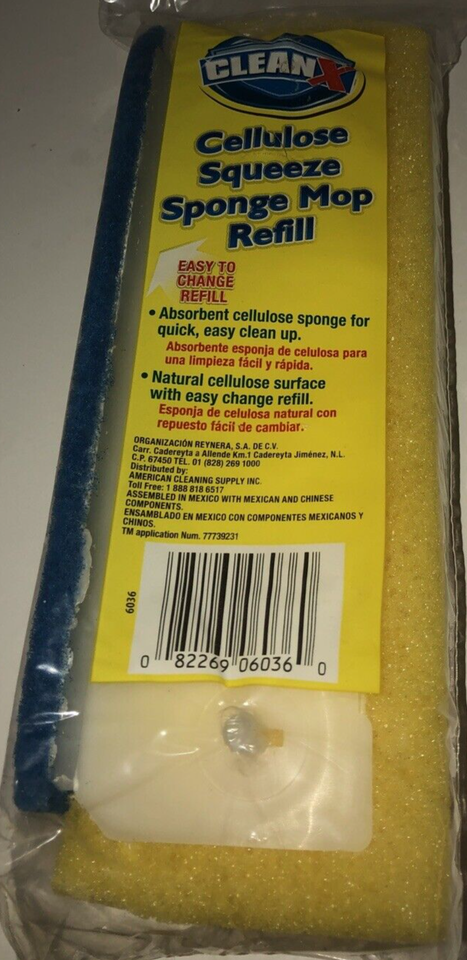 CLEANX
Cellulose
Squeeze
Sponge Mop
Refill
EASY TO
CHANGE
REFILL
• Absorbent cellulose sponge for
quick, easy clean up.
Absorbente esponja de celulosa para
una limpieza fácil y rápida.
• Natural cellulose surface
with easy change refill.
Esponja de celulosa natural con
repuesto fácil de cambiar.
ORGANIZACIÓN REYNERA, S.A. DE C.V.
Carr. Cadereyta a Allende Km.1 Cadereyta Jiménez, N.L.
C.P. 67450 TEL. 01 (828) 269 1000
Distributed by:
AMERICAN CLEANING SUPPLY INC.
Toll Free: 1 888 818 6517
ASSEMBLED IN MEXICO WITH MEXICAN AND CHINESE
COMPONENTS.
ENSAMBLADO EN MEXICO CON COMPONENTES MEXICANOS Y
CHINOS.
TM application Num. 77739231
6036
0 82269 06036 0